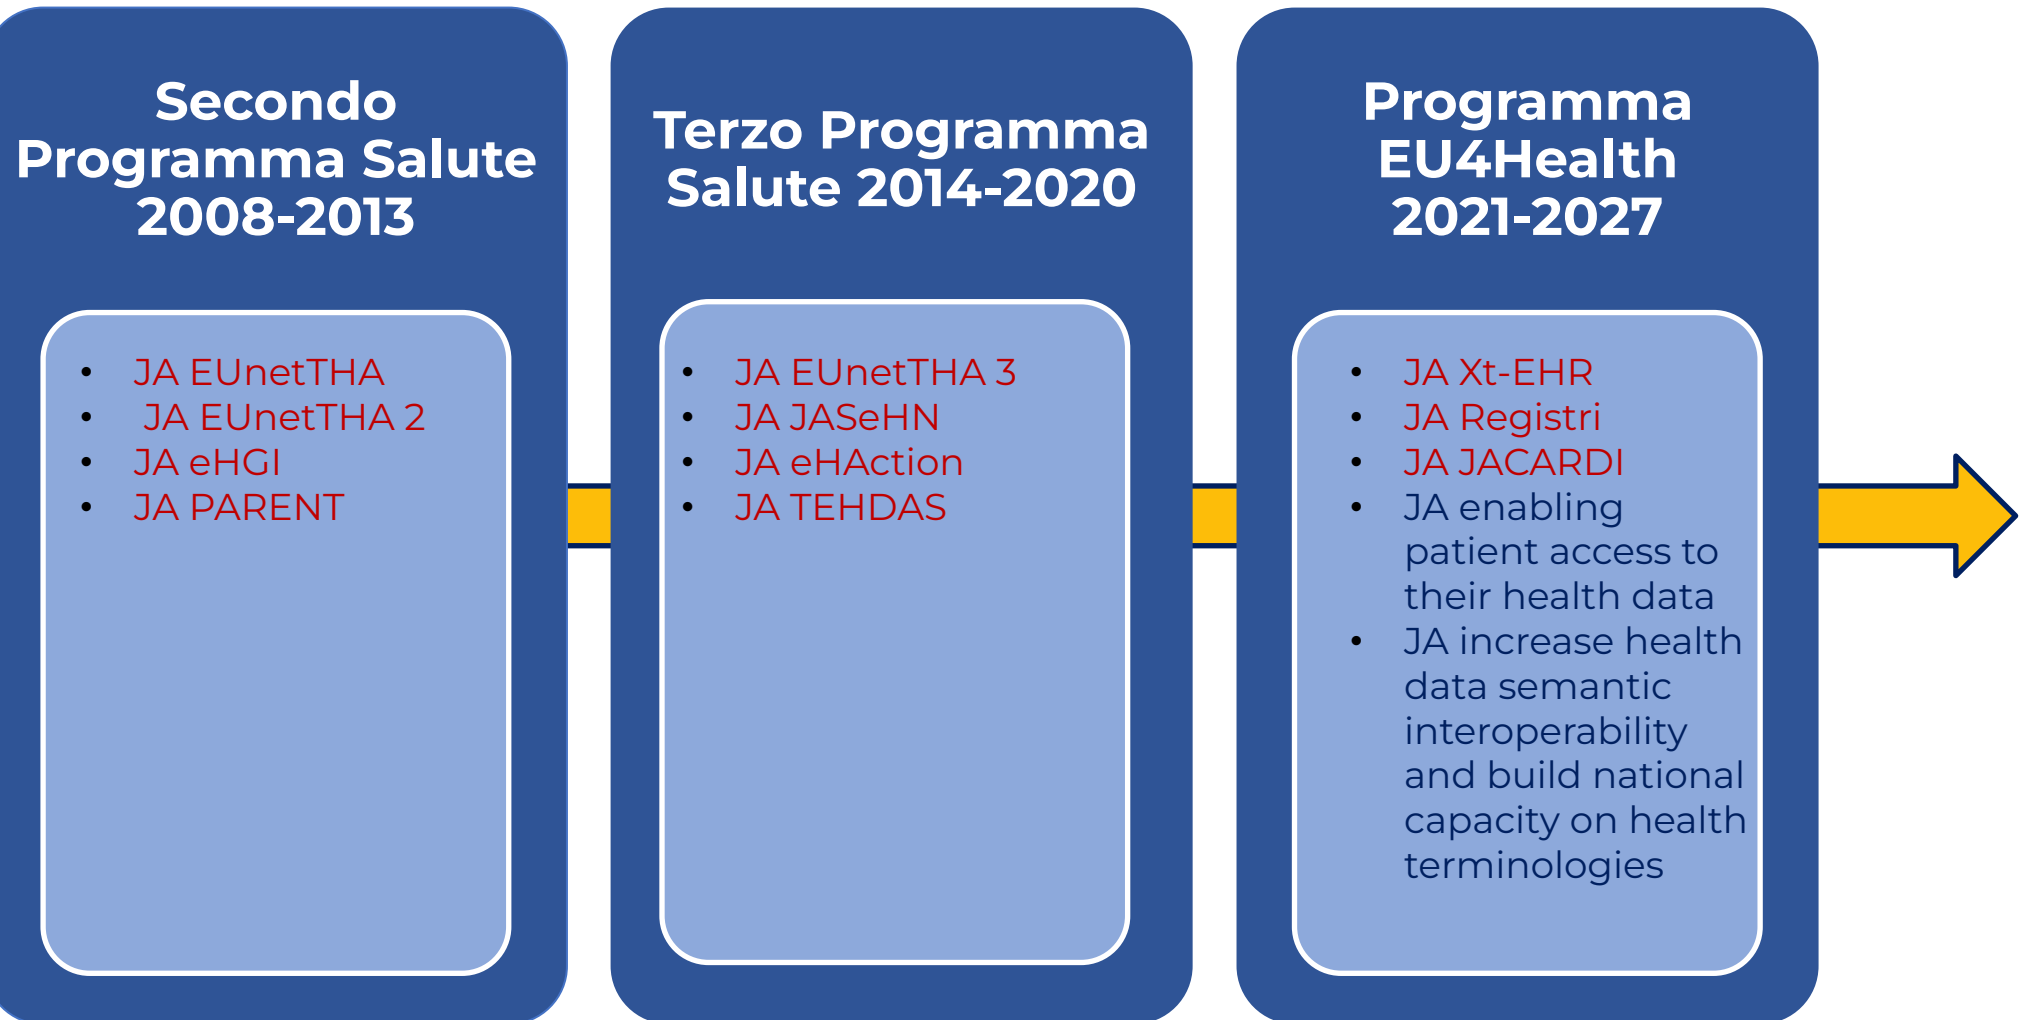 Secondo
Programma Salute
2008-2013
• JA EUnetTHA
• JA EUnetTHA 2
• JA eHGI
• JA PARENT
Terzo Programma
Salute 2014-2020
• JA EUnetTHA 3
• JA JASeHN
• JA eHAction
• JA TEHDAS
Programma
EU4Health
2021-2027
• JA Xt-EHR
• JA Registri
• JA JACARDI
• JA enabling
patient access to
their health data
• JA increase health
data semantic
interoperability
and build national
capacity on health
terminologies